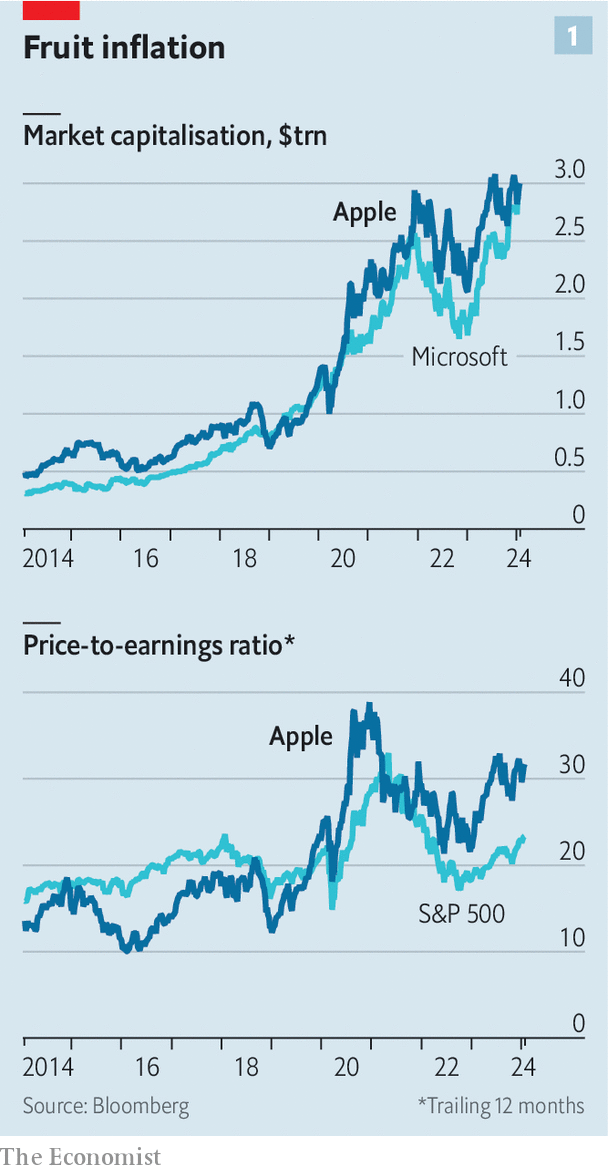 Fruit inflation
1
Market capitalisation, $trn
3.0
Apple
2.5
2.0
1.5
Microsoft
1.0
0.5
0
2014 16 18 20 22 24
Price-to-earnings ratio*
40
Apple
30
20
S&P 500
10
0
2014 16 18 20 22 24
Source: Bloomberg *Trailing 12 months
The Economist